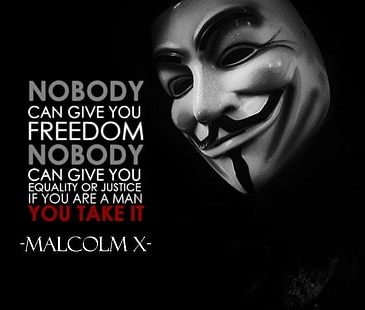 NOBODY
CAN GIVE YOU
FREEDOM
NOBODY
CAN GIVE YOU
EQUALITY OR JUSTICE
IF YOU ARE A MAN
YOU TAKE IT
-MALCOLM X-